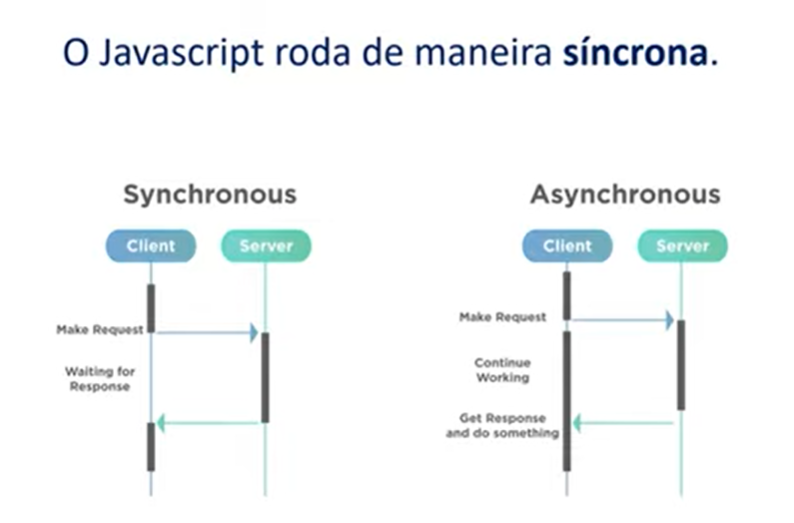 O Javascript roda de maneira síncrona.
Synchronous
Client
Server
Make Request
Waiting for
Response
Asynchronous
Client
Server
Make Request
Continue
Working
Get Response
and do something